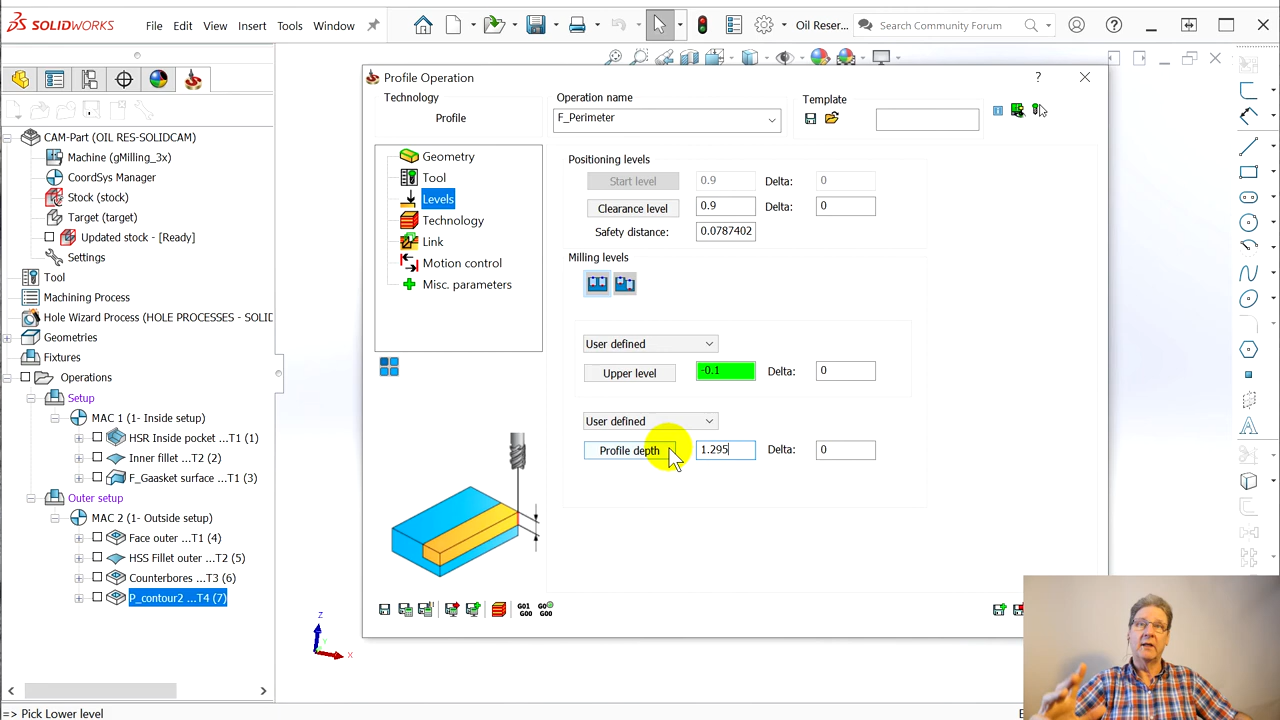 SOLIDWORKS File Edit View Insert Tools Window Oil Reser... Search Community Forum
Profile Operation
Technology
Profile
Operation name
F_Perimeter
Template
CAM-Part (OIL RES-SOLIDCAM)
Machine (gMilling_3x)
CoordSys Manager
Stock (stock)
Target (target)
Updated stock - [Ready]
Settings
Tool
Machining Process
Hole Wizard Process (HOLE PROCESSES - SOLID
Geometries
Fixtures
Operations
Setup
MAC 1 (1- Inside setup)
HSR Inside pocket ...T1 (1)
Inner fillet ...T2 (2)
F_Gaasket surface ...T1 (3)
Outer setup
MAC 2 (1- Outside setup)
Face outer ...T1 (4)
HSS Fillet outer ...T2 (5)
Counterbores ...T3 (6)
P_contour2 ...T4 (7)
Geometry
Tool
Levels
Technology
Link
Motion control
Misc. parameters
Positioning levels
Start level 0.9 Delta: 0
Clearance level 0.9 Delta: 0
Safety distance: 0.0787402
Milling levels
User defined
Upper level -0.1 Delta: 0
User defined
Profile depth 1.295 Delta: 0
G01 G0
G00 G00
Z
Y
X
=> Pick Lower level